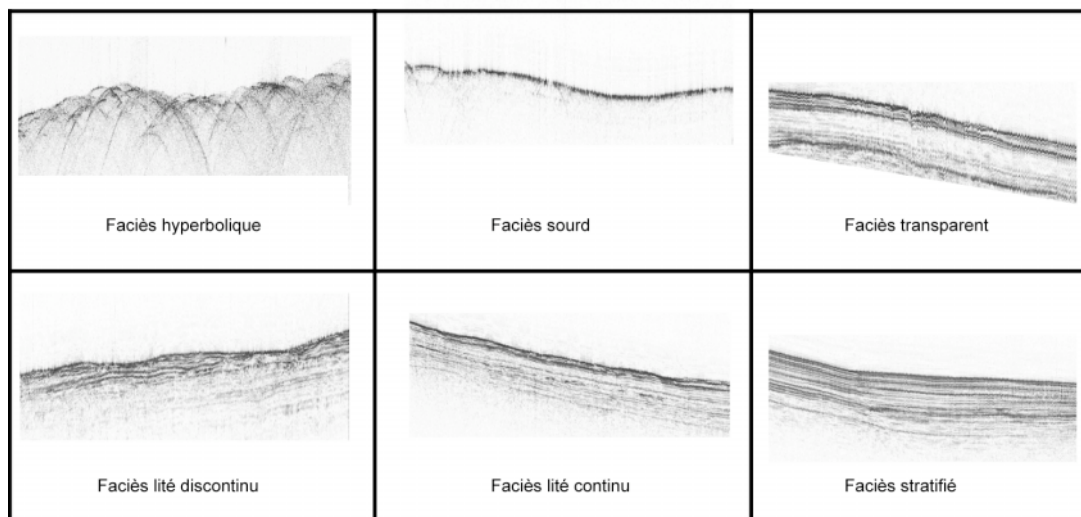 Faciès hyperbolique
Faciès sourd
Faciès transparent
Faciès lité discontinu
Faciès lité continu
Faciès stratifié